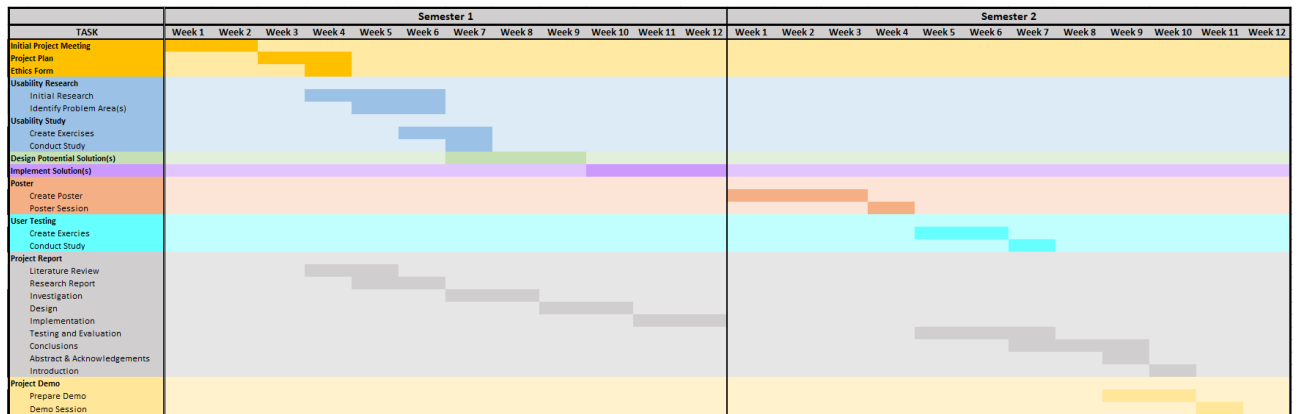 Semester 1 Semester 2
TASK Week 1 Week 2 Week 3 Week 4 Week 5 Week 6 Week 7 Week 8 Week 9 Week 10 Week 11 Week 12 Week 1 Week 2 Week 3 Week 4 Week 5 Week 6 Week 7 Week 8 Week 9 Week 10 Week 11 Week 12
Initial Project Meeting
Project Plan
Ethics Form
Usability Research
Initial Research
Identify Problem Area(s)
Usability Study
Create Exercises
Conduct Study
Design Potoential Solution(s)
Implement Solution(s)
Poster
Create Poster
Poster Session
User Testing
Create Exercies
Conduct Study
Project Report
Literature Review
Research Report
Investigation
Design
Implementation
Testing and Evaluation
Conclusions
Abstract & Acknowledgements
Introduction
Project Demo
Prepare Demo
Demo Session